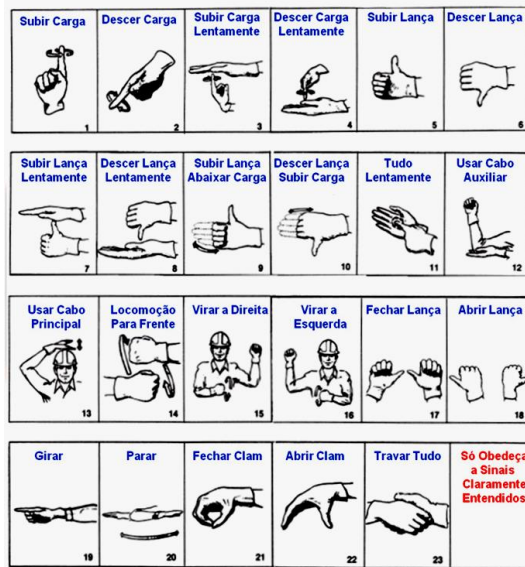 Subir Carga
1
Descer Carga
2
Subir Carga
Lentamente
3
Descer Carga
Lentamente
4
Subir Lança
5
Descer Lança
6
Subir Lança
Lentamente
7
Descer Lança
Lentamente
8
Subir Lança
Abaixar Carga
9
Descer Lança
Subir Carga
10
Tudo
Lentamente
11
Usar Cabo
Auxiliar
12
Usar Cabo
Principal
13
Locomoção
Para Frente
14
Virar a Direita
15
Virar a
Esquerda
16
Fechar Lança
17
Abrir Lança
18
Girar
19
Parar
20
Fechar Clam
21
Abrir Clam
22
Travar Tudo
23
Só Obedeça
a Sinais
Claramente
Entendidos